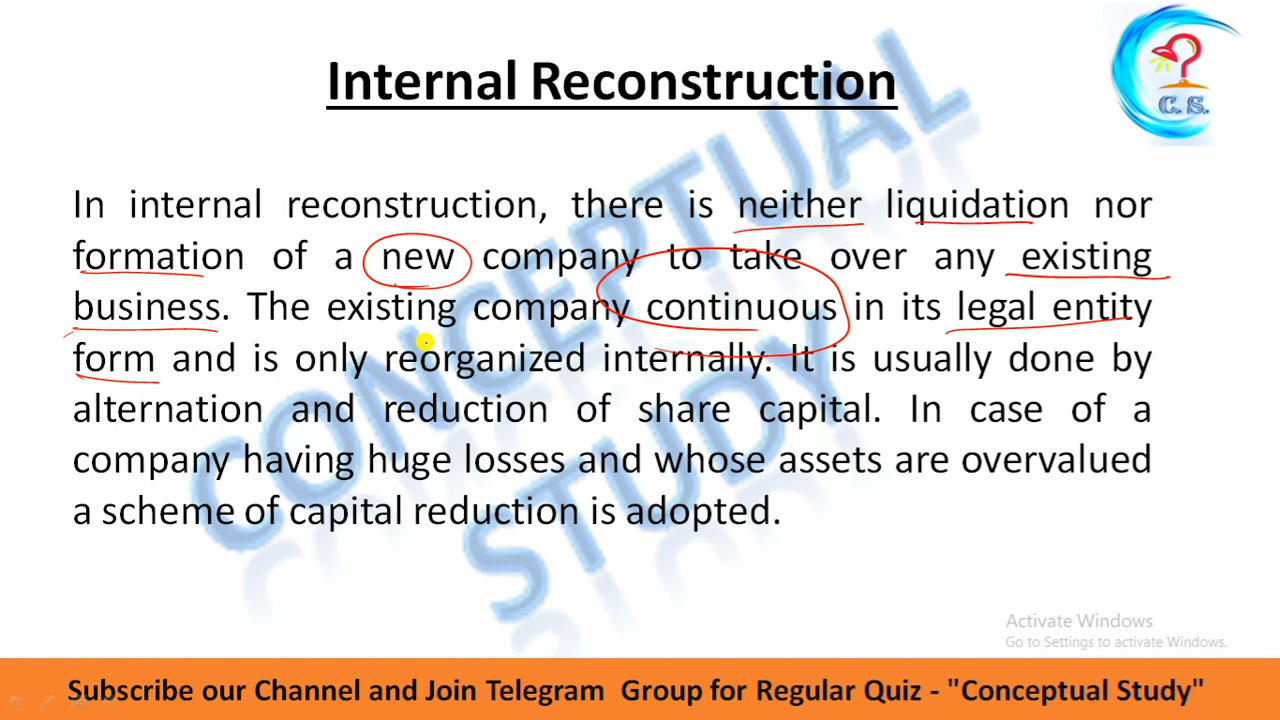 Internal Reconstruction
C. S.
In internal reconstruction, there is neither liquidation nor
formation of a new company to take over any existing
business. The existing company continuous in its legal entity
form and is only reorganized internally. It is usually done by
alternation and reduction of share capital. In case of a
company having huge losses and whose assets are overvalued
a scheme of capital reduction is adopted.
CONCEPTUAL
STUDY
Activate Windows
Go to Settings to activate Windows.
Subscribe our Channel and Join Telegram Group for Regular Quiz - "Conceptual Study"